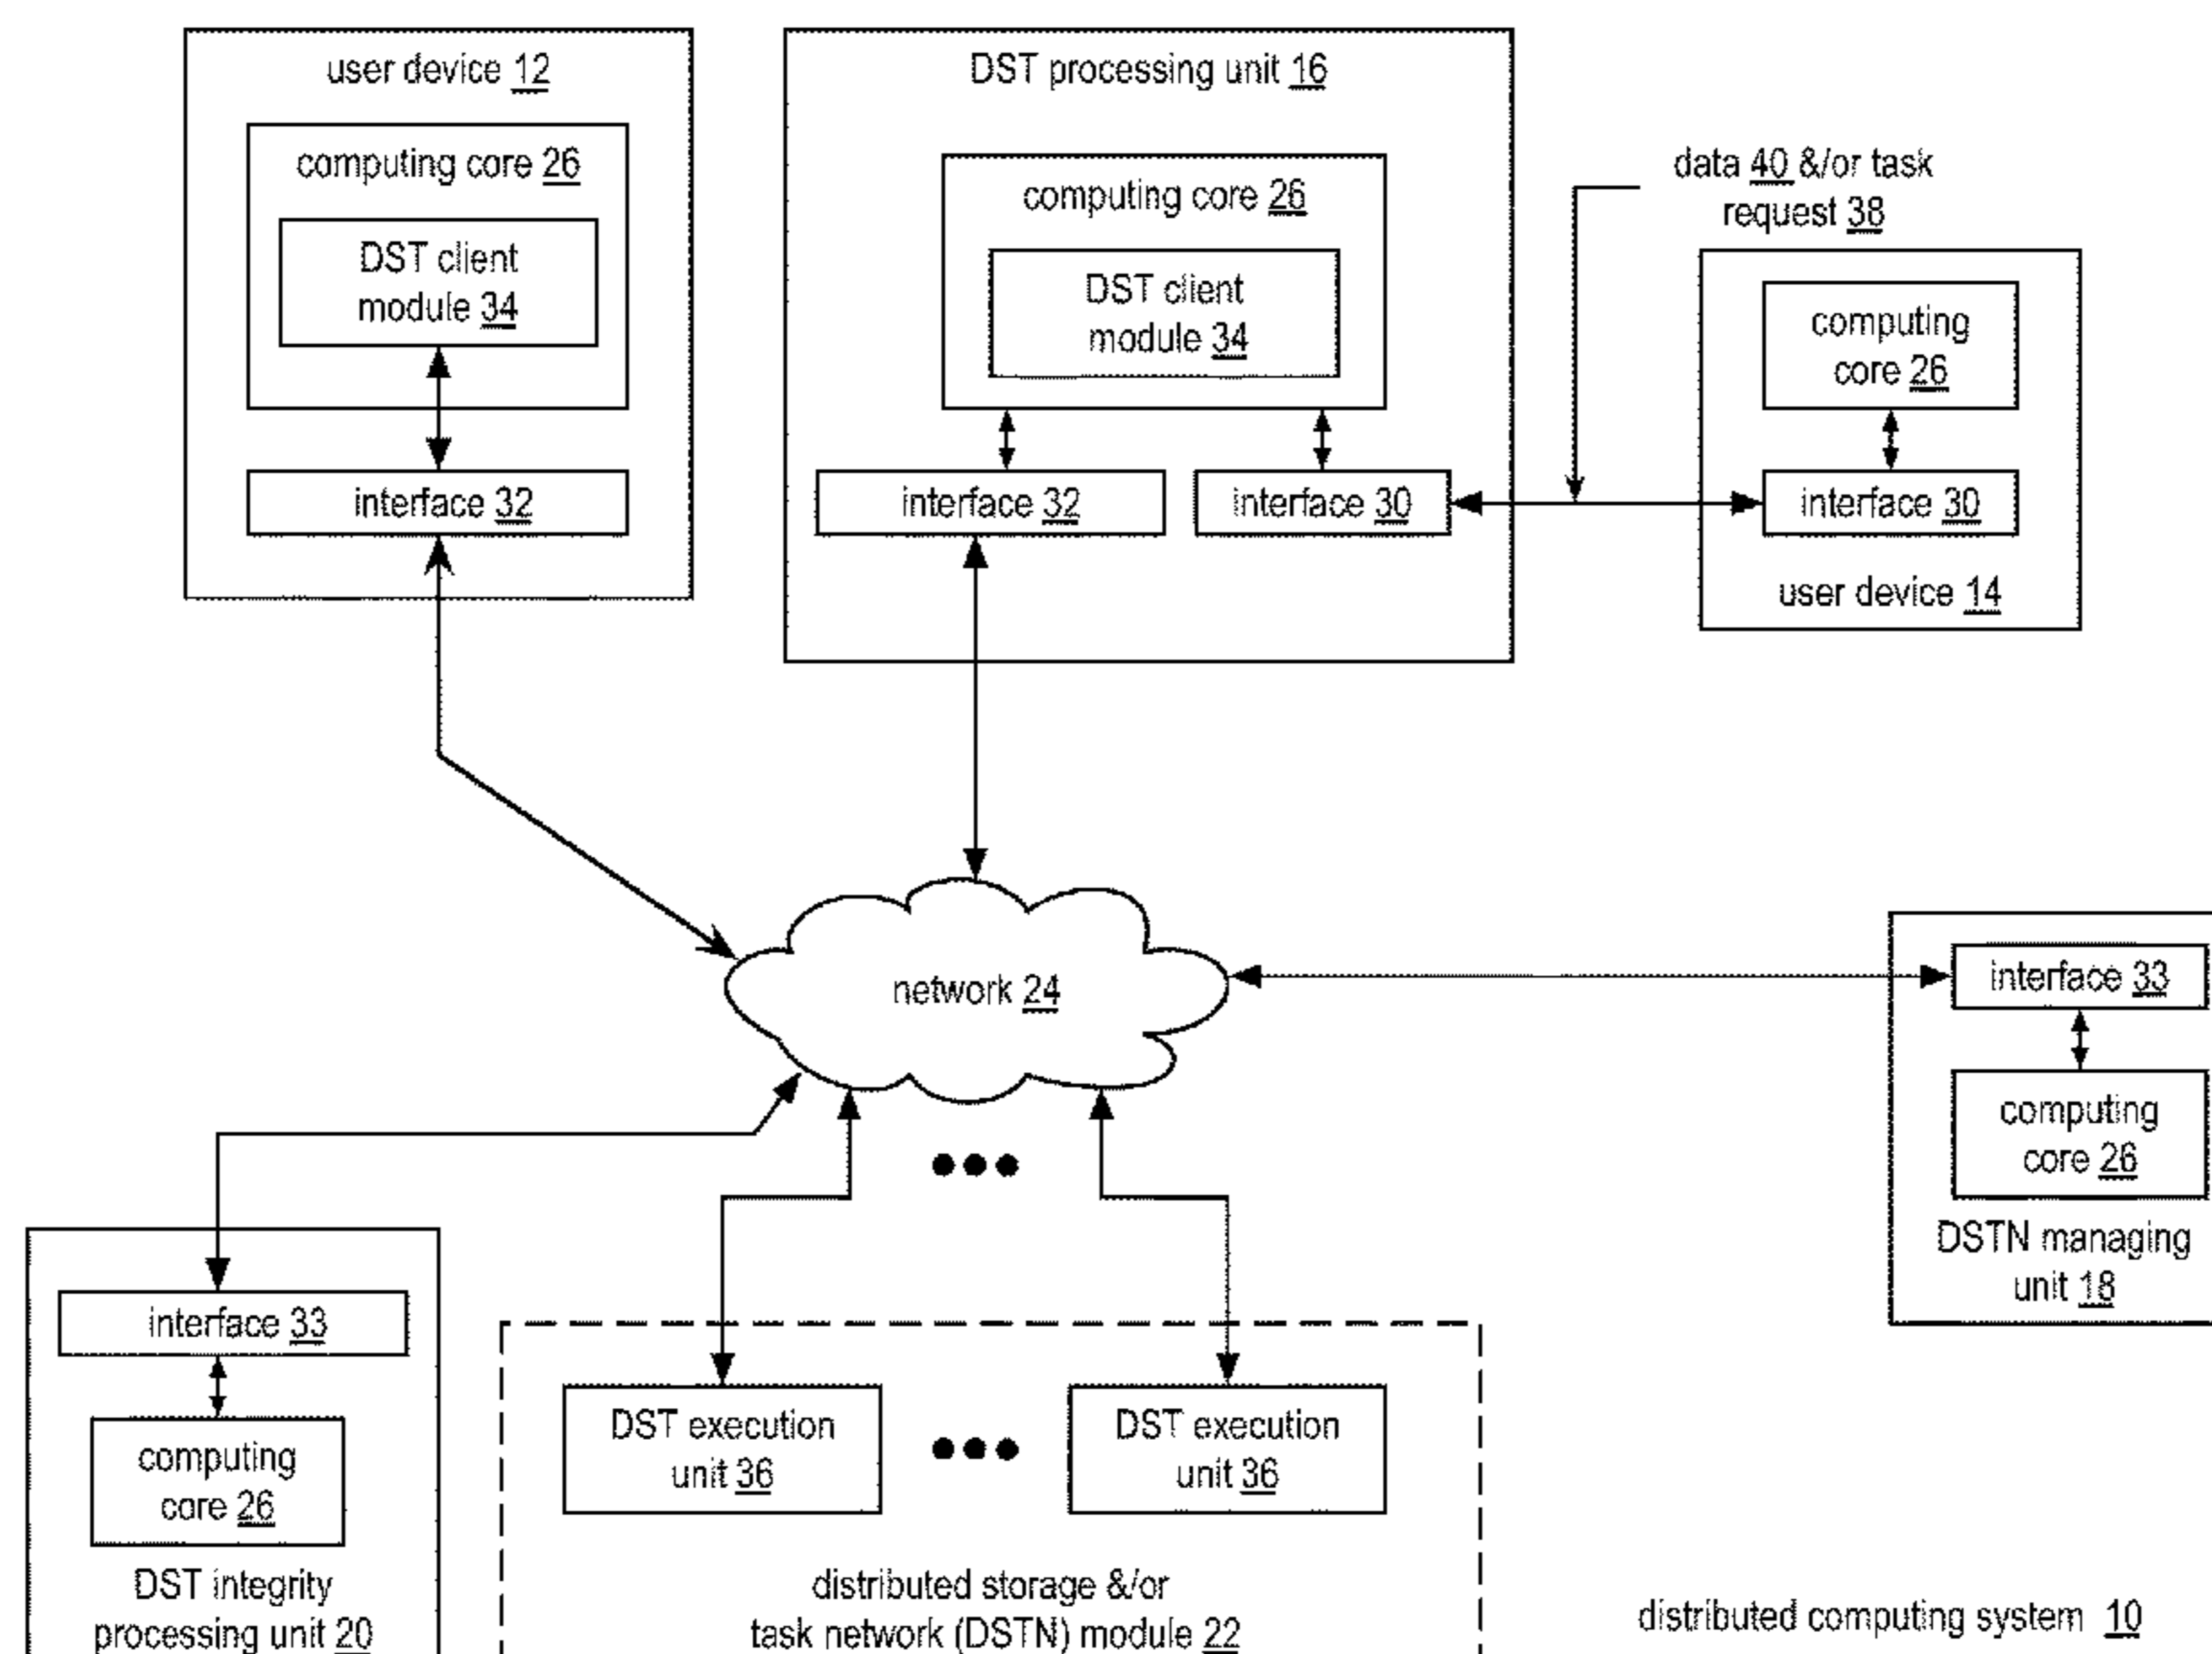 user device 12
computing core 26
DST client
module 34
interface 32
DST processing unit 16
computing core 26
DST client
module 34
interface 32
interface 30
data 40 &/or task
request 38
computing
core 26
interface 30
user device 14
network 24
interface 33
computing
core 26
DSTN managing
unit 18
interface 33
computing
core 26
DST integrity
processing unit 20
DST execution
unit 36
DST execution
unit 36
distributed storage &/or
task network (DSTN) module 22
distributed computing system 10